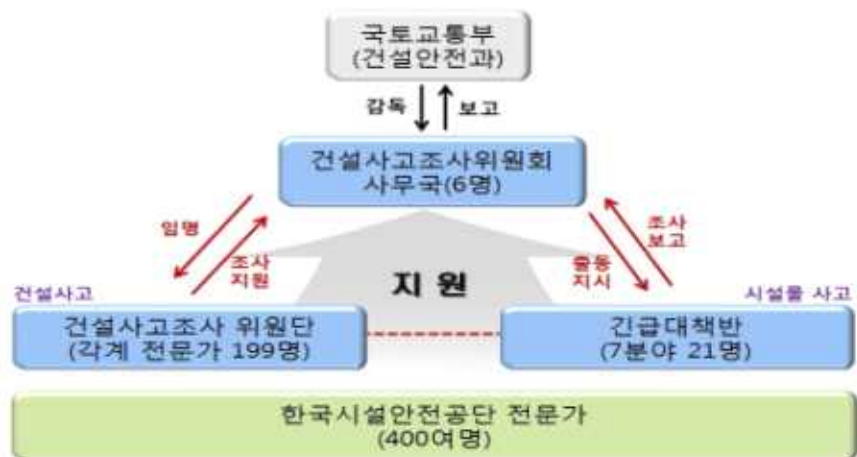 국토교통부
(건설안전과)
감독
보고
건설사고조사위원회
사무국(6명)
임명
조사
지원
지원
출동
지시
조사
보고
건설사고
시설물 사고
건설사고조사 위원단
(각계 전문가 199명)
긴급대책반
(7분야 21명)
한국시설안전공단 전문가
(400여명)